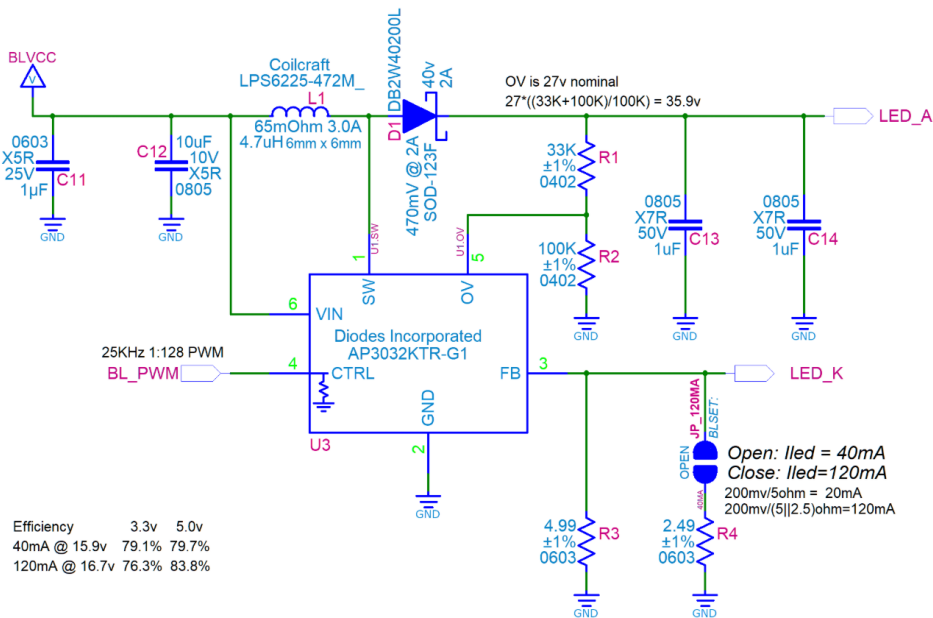 BLVCC
V
0603
X5R
25V
1µF
C11
GND
C12
10uF
10V
X5R
0805
GND
Coilcraft
LPS6225-472M_
L1
65mOhm 3.0A
4.7uH 6mm x 6mm
D1
DB2W40200L
40v
2A
470mV @ 2A
SOD-123F
OV is 27v nominal
27*((33K+100K)/100K) = 35.9v
LED_A
33K
±1%
0402
R1
100K
±1%
0402
R2
GND
0805
X7R
50V
1uF
C13
GND
0805
X7R
50V
1uF
C14
GND
U1.SW
1
SW
U1.OV
5
OV
6
VIN
Diodes Incorporated
AP3032KTR-G1
25KHz 1:128 PWM
BL_PWM
4
CTRL
FB
3
LED_K
GND
2
U3
GND
JP_120MA
BLSET:
OPEN
40MA
Open: Iled = 40mA
Close: Iled=120mA
200mv/5ohm = 20mA
200mv/(5||2.5)ohm=120mA
4.99
±1%
0603
R3
GND
2.49
±1%
0603
R4
GND
Efficiency 3.3v 5.0v
40mA @ 15.9v 79.1% 79.7%
120mA @ 16.7v 76.3% 83.8%